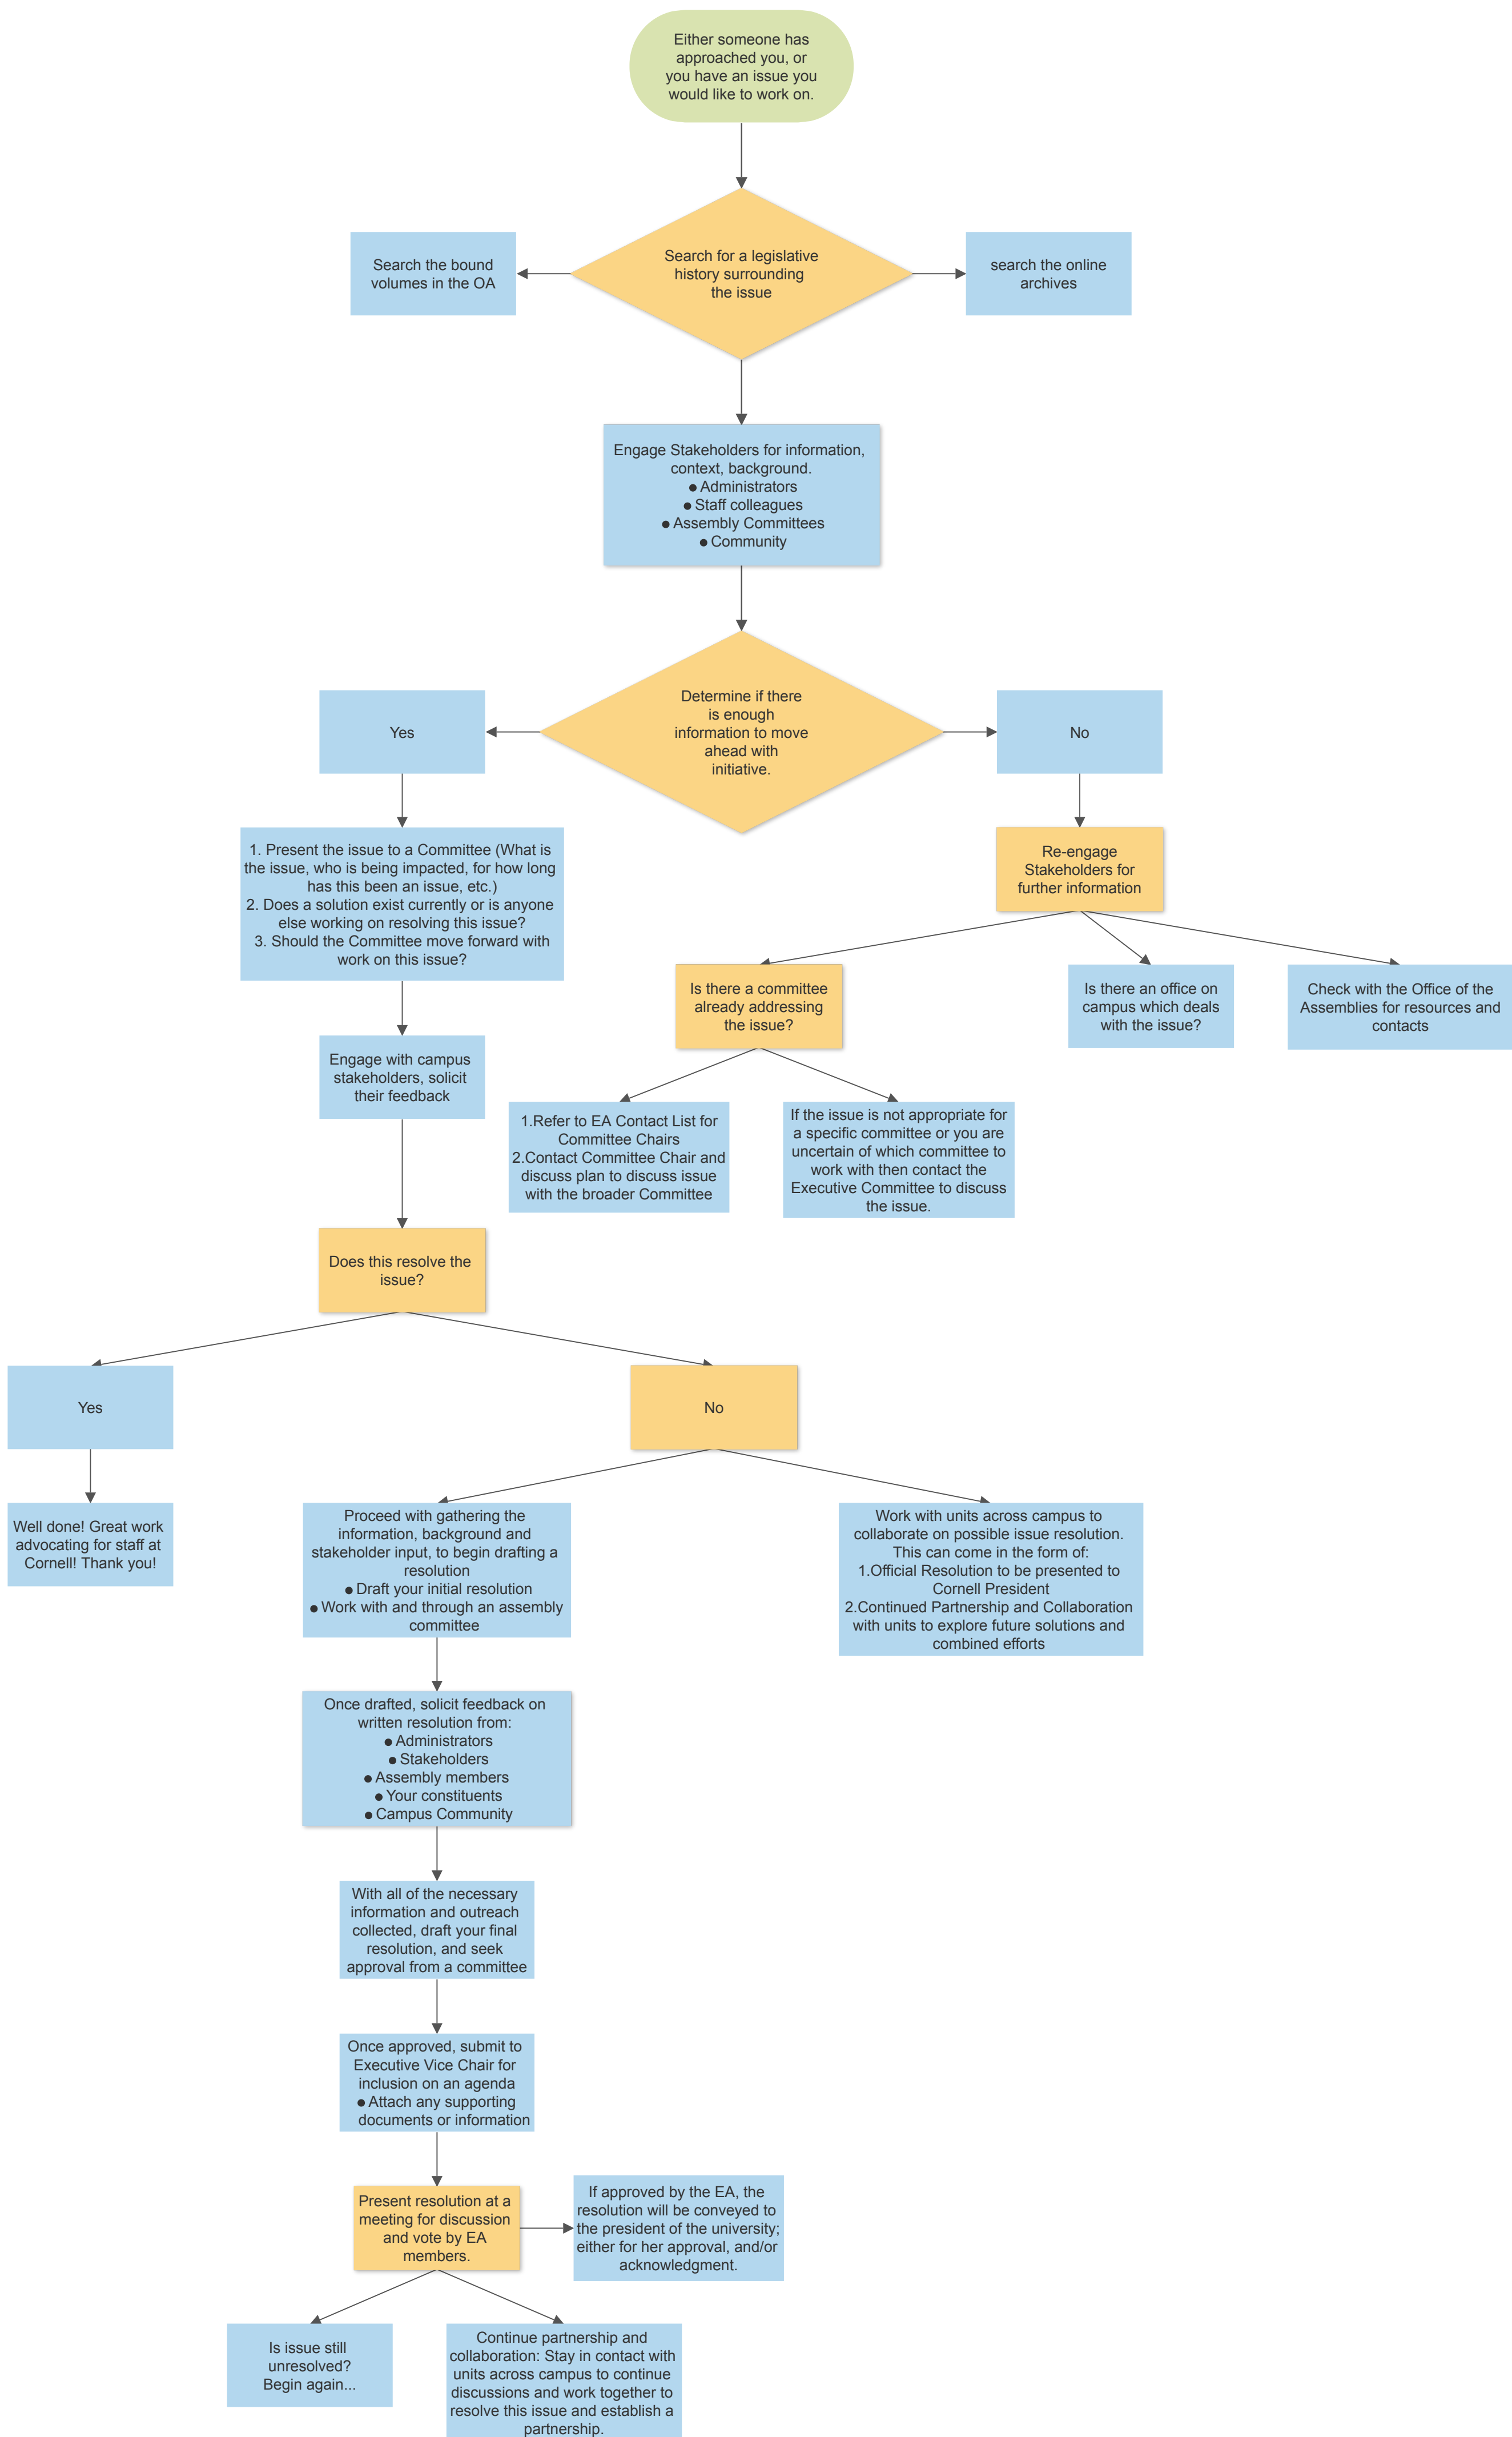 Either someone has
approached you, or
you have an issue you
would like to work on.
Search for a legislative
history surrounding
the issue
Search the bound
volumes in the OA
search the online
archives
Engage Stakeholders for information,
context, background.
● Administrators
● Staff colleagues
● Assembly Committees
● Community
Determine if there
is enough
information to move
ahead with
initiative.
Yes
No
1. Present the issue to a Committee (What is
the issue, who is being impacted, for how long
has this been an issue, etc.)
2. Does a solution exist currently or is anyone
else working on resolving this issue?
3. Should the Committee move forward with
work on this issue?
Re-engage
Stakeholders for
further information
Is there a committee
already addressing
the issue?
Is there an office on
campus which deals
with the issue?
Check with the Office of the
Assemblies for resources and
contacts
Engage with campus
stakeholders, solicit
their feedback
1.Refer to EA Contact List for
Committee Chairs
2.Contact Committee Chair and
discuss plan to discuss issue
with the broader Committee
If the issue is not appropriate for
a specific committee or you are
uncertain of which committee to
work with then contact the
Executive Committee to discuss
the issue.
Does this resolve the
issue?
Yes
No
Well done! Great work
advocating for staff at
Cornell! Thank you!
Proceed with gathering the
information, background and
stakeholder input, to begin drafting a
resolution
● Draft your initial resolution
● Work with and through an assembly
committee
Work with units across campus to
collaborate on possible issue resolution.
This can come in the form of:
1.Official Resolution to be presented to
Cornell President
2.Continued Partnership and Collaboration
with units to explore future solutions and
combined efforts
Once drafted, solicit feedback on
written resolution from:
● Administrators
● Stakeholders
● Assembly members
● Your constituents
● Campus Community
With all of the necessary
information and outreach
collected, draft your final
resolution, and seek
approval from a committee
Once approved, submit to
Executive Vice Chair for
inclusion on an agenda
● Attach any supporting
documents or information
Present resolution at a
meeting for discussion
and vote by EA
members.
If approved by the EA, the
resolution will be conveyed to
the president of the university;
either for her approval, and/or
acknowledgment.
Is issue still
unresolved?
Begin again...
Continue partnership and
collaboration: Stay in contact with
units across campus to continue
discussions and work together to
resolve this issue and establish a
partnership.